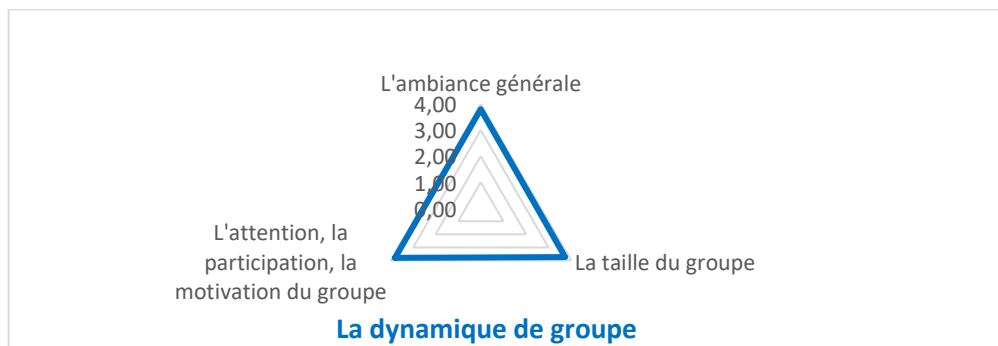 L'ambiance générale
4,00
3,00
2,00
1,00
0,00
La taille du groupe
L'attention, la
participation, la
motivation du groupe
La dynamique de groupe